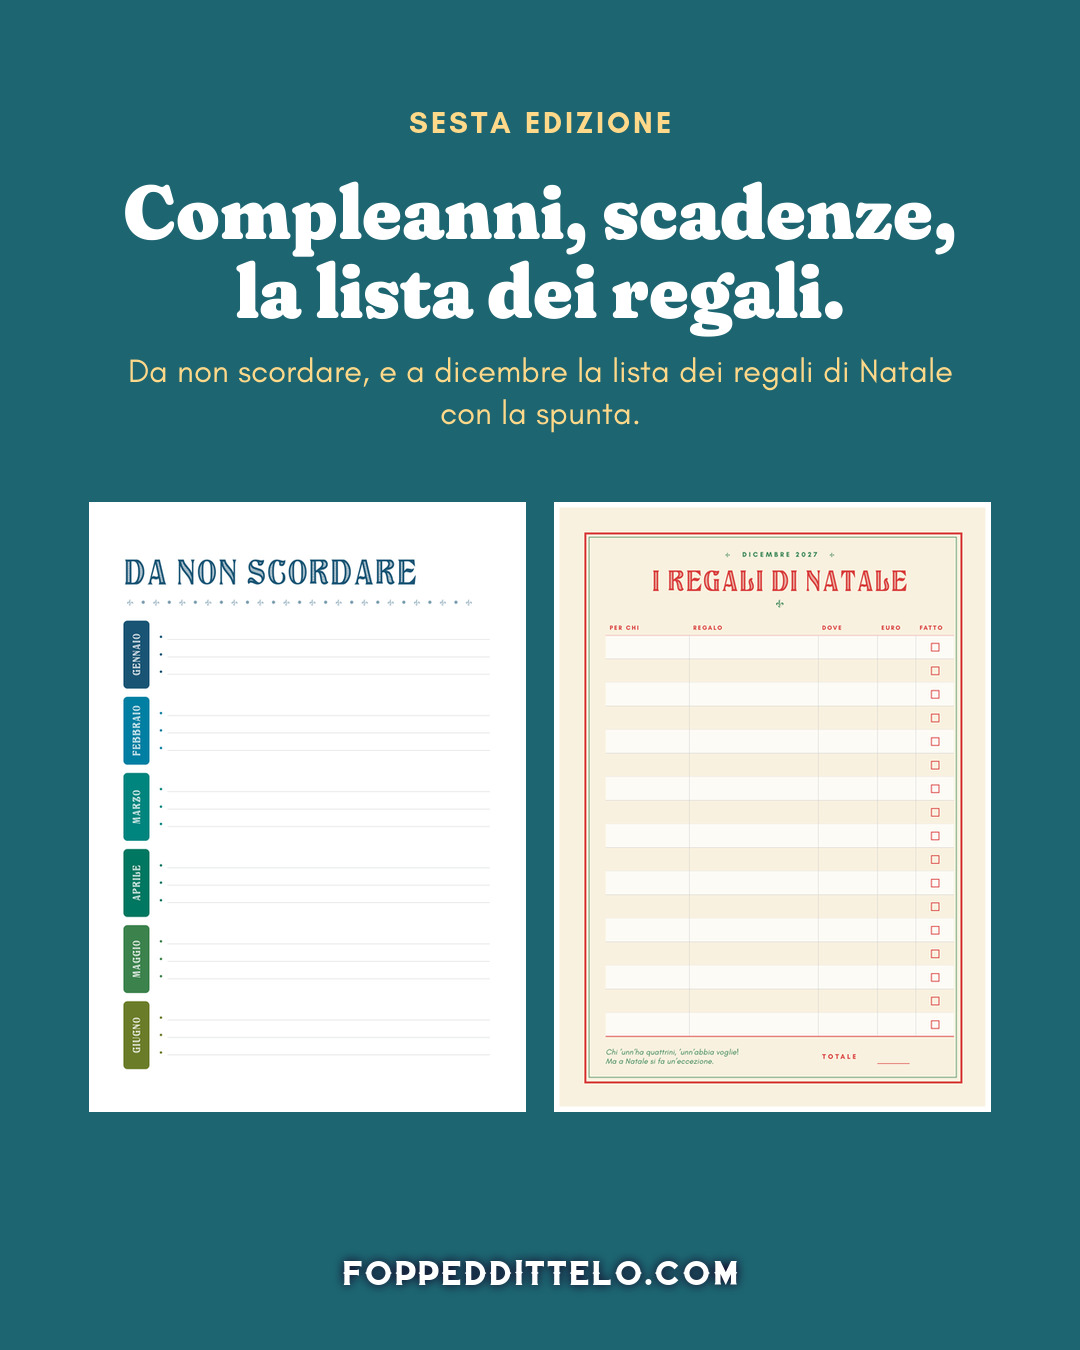 SESTA EDIZIONE
Compleanni, scadenze,
la lista dei regali.
Da non scordare, e a dicembre la lista dei regali di Natale
con la spunta.
DA NON SCORDARE
GENNAIO
FEBBRAIO
MARZO
APRILE
MAGGIO
GIUGNO
DICEMBRE 2027
I REGALI DI NATALE
PER CHI REGALO DOVE EURO FATTO
Chi 'unn'ha quattrini, 'unn'abbia voglie!
Ma a Natale si fa un'eccezione.
TOTALE
FOPPEDDITTELO.COM